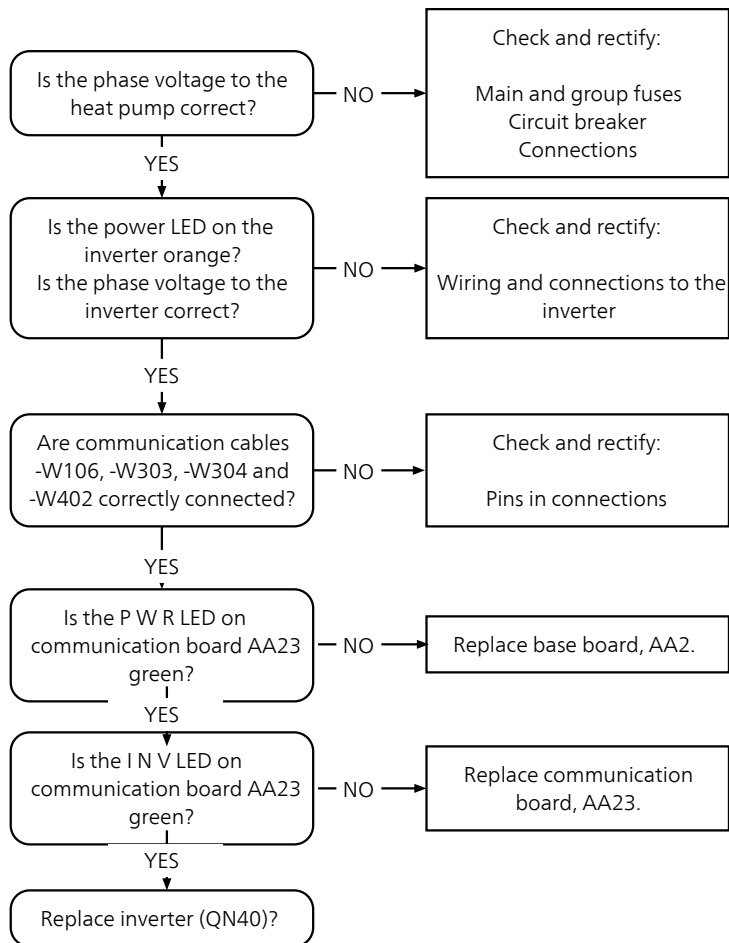 Is the phase voltage to the
heat pump correct?
NO
Check and rectify:
Main and group fuses
Circuit breaker
Connections
YES
Is the power LED on the
inverter orange?
Is the phase voltage to the
inverter correct?
NO
Check and rectify:
Wiring and connections to the
inverter
YES
Are communication cables
-W106, -W303, -W304 and
-W402 correctly connected?
NO
Check and rectify:
Pins in connections
YES
Is the P W R LED on
communication board AA23
green?
NO
Replace base board, AA2.
YES
Is the I N V LED on
communication board AA23
green?
NO
Replace communication
board, AA23.
YES
Replace inverter (QN40)?